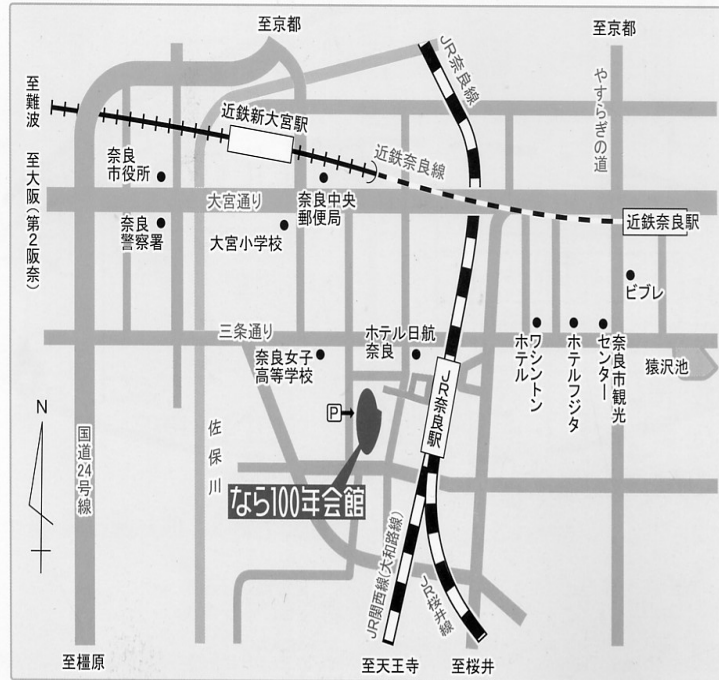 至京都
至京都
JR奈良線
やすらぎの道
至難波
至大阪(第2阪奈)
近鉄新大宮駅
近鉄奈良線
奈良
市役所
大宮通り
奈良中央
郵便局
奈良
警察署
大宮小学校
近鉄奈良駅
ビブレ
三条通り
ホテル日航
奈良
奈良女子
高等学校
ワシントン
ホテル
ホテルフジタ
奈良市観光
センター
猿沢池
JR奈良駅
P
N
国道24号線
佐保川
なら100年会館
JR関西線(大和路線)
JR桜井線
至橿原
至天王寺
至桜井